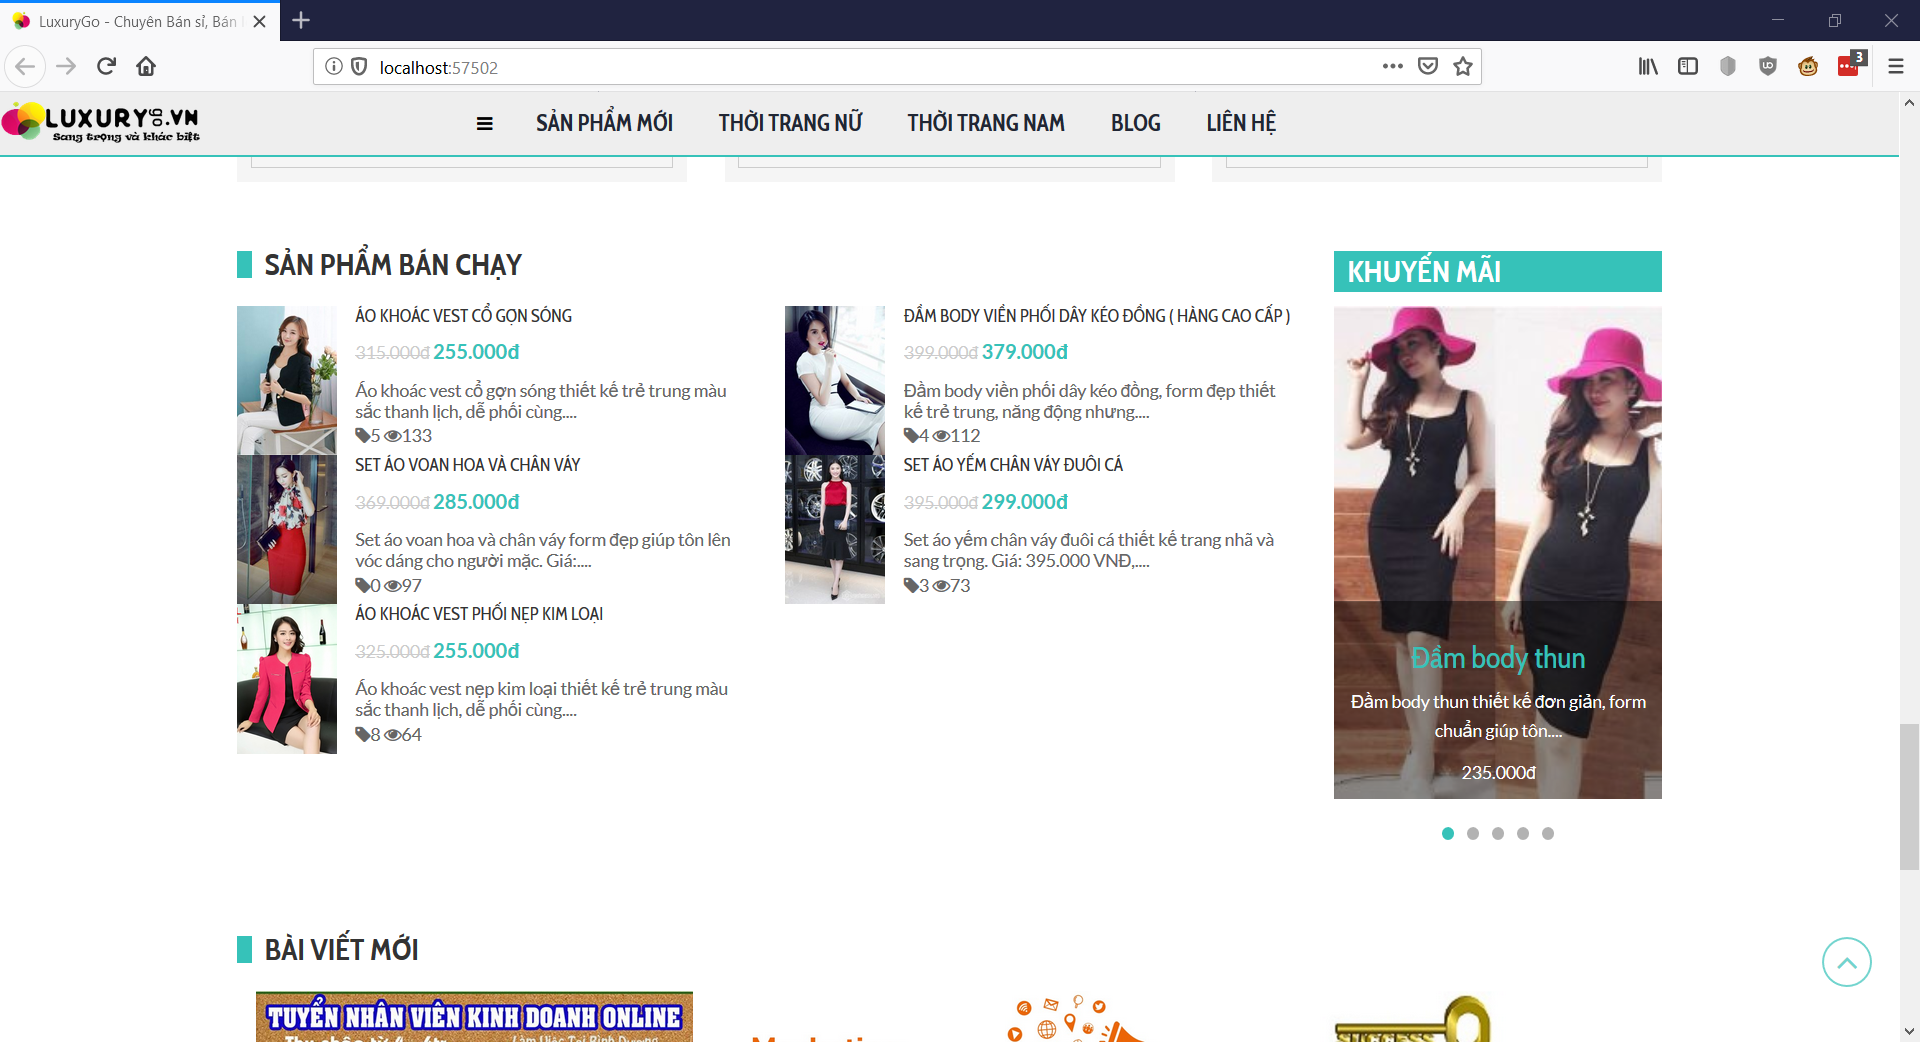 LuxuryGo - Chuyên Bán sỉ, Bán
localhost:57502
3
LUXURYGO.VN
Sang trọng và khác biệt
SẢN PHẨM MỚI
THỜI TRANG NỮ
THỜI TRANG NAM
BLOG
LIÊN HỆ
SẢN PHẨM BÁN CHẠY
ÁO KHOÁC VEST CỔ GỢN SÓNG
315.000đ 255.000đ
Áo khoác vest cổ gợn sóng thiết kế trẻ trung màu
sắc thanh lịch, dễ phối cùng....
5 133
SET ÁO VOAN HOA VÀ CHÂN VÁY
369.000đ 285.000đ
Set áo voan hoa và chân váy form đẹp giúp tôn lên
vóc dáng cho người mặc. Giá:....
0 97
ÁO KHOÁC VEST PHỐI NẸP KIM LOẠI
325.000đ 255.000đ
Áo khoác vest nẹp kim loại thiết kế trẻ trung màu
sắc thanh lịch, dễ phối cùng....
8 64
ĐẦM BODY VIỀN PHỐI DÂY KÉO ĐỒNG ( HÀNG CAO CẤP )
399.000đ 379.000đ
Đầm body viền phối dây kéo đồng, form đẹp thiết
kế trẻ trung, năng động nhưng....
4 112
SET ÁO YẾM CHÂN VÁY ĐUÔI CÁ
395.000đ 299.000đ
Set áo yếm chân váy đuôi cá thiết kế trang nhã và
sang trọng. Giá: 395.000 VNĐ,....
3 73
KHUYẾN MÃI
Đầm body thun
Đầm body thun thiết kế đơn giản, form
chuẩn giúp tôn....
235.000đ
BÀI VIẾT MỚI
TUYỂN NHÂN VIÊN KINH DOANH ONLINE
Làm Việc Tại Bình Dương
SUCCESS